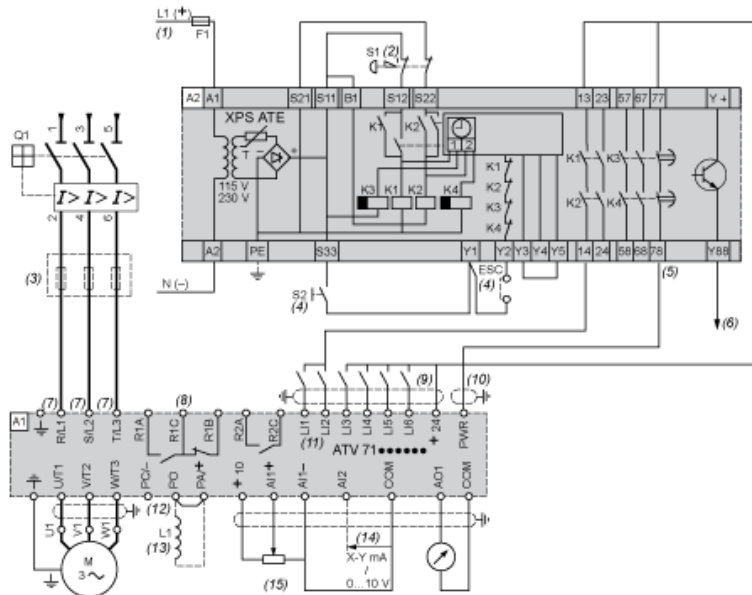 L1 (+)
(1)
F1
S1 (2)
A2 A1 S21 S11 B1 S12 S22 13 23 57 67 77 Y +
XPS ATE
T
+
115 V
230 V
K1 K2
1 2
K3 K1 K2 K4
K1
K2
K3
K4
K1 K3
K2 K4
A2 PE S33 Y1 Y2 Y3 Y4 Y5 14 24 58 68 78 Y88
N (–)
S2
(4)
ESC
(4)
(5)
(6)
Q1
1 3 5
I> I> I>
2 4 6
(3)
(7) (7) (7) (8) (9) (10)
A1
R/L1 S/L2 T/L3 R1A R1C R1B R2A R2C LI1 LI2 LI3 LI4 LI5 LI6 + 24 PWR
(11)
ATV 71••••••
U/T1 V/T2 W/T3 PC/– PO PA/+ + 10 AI1+ AI1– AI2 COM AO1 COM
(12)
U1 V1 W1
M
3
L1
(13)
(14)
X-Y mA
/
0...10 V
(15)